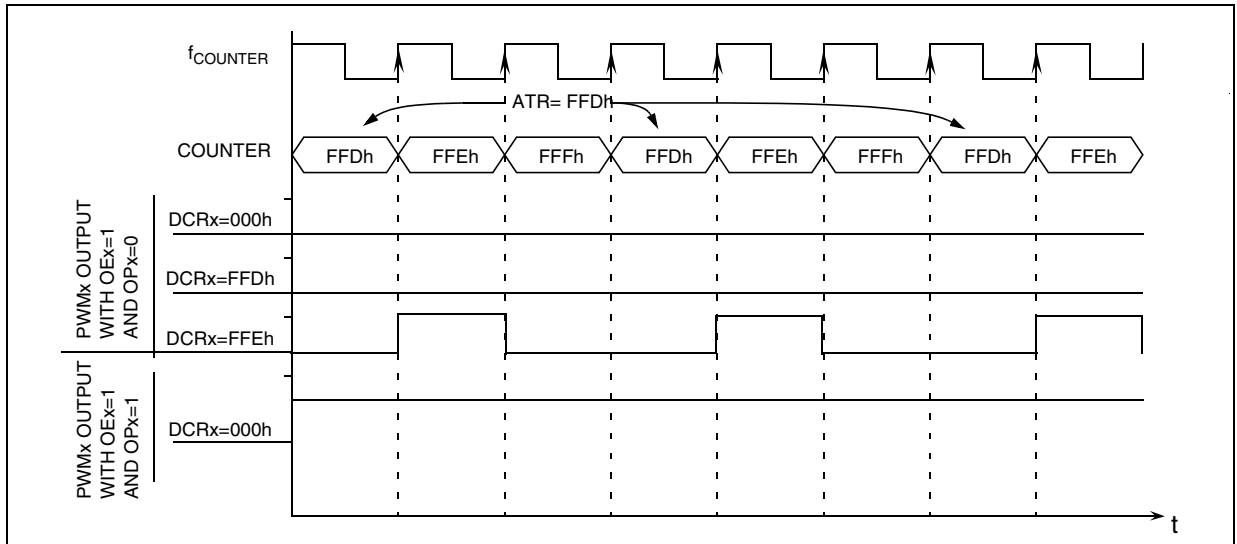 fCOUNTER
ATR= FFDh
COUNTER
FFDh FFEh FFFh FFDh FFEh FFFh FFDh FFEh
PWMx OUTPUT
WITH OEx=1
AND OPx=0
DCRx=000h
DCRx=FFDh
DCRx=FFEh
PWMx OUTPUT
WITH OEx=1
AND OPx=1
DCRx=000h
t